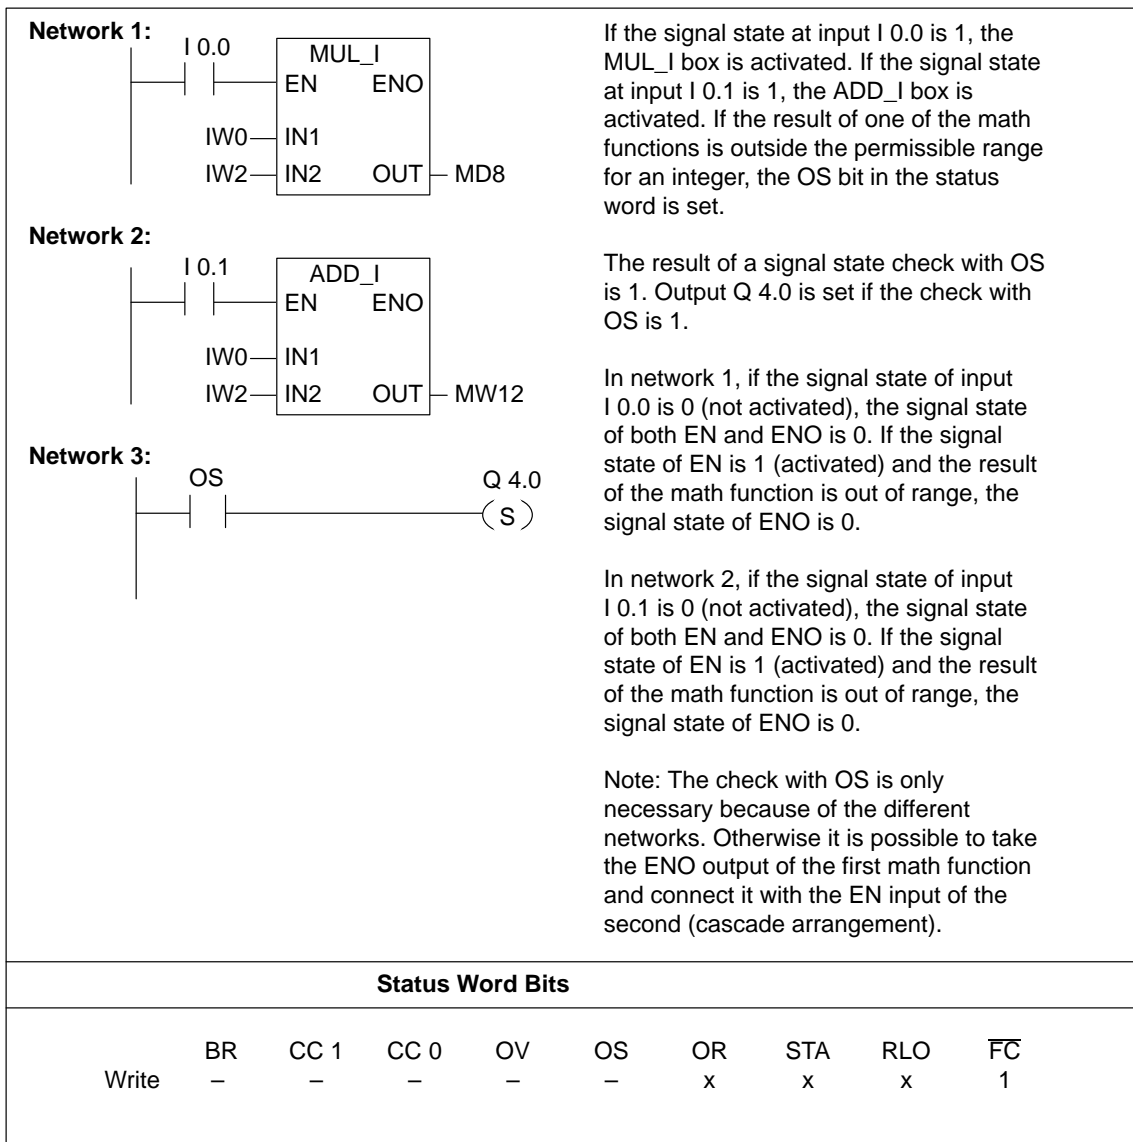 Network 1:
I 0.0
MUL_I
EN ENO
IW0 IN1
IW2 IN2 OUT MD8
Network 2:
I 0.1
ADD_I
EN ENO
IW0 IN1
IW2 IN2 OUT MW12
Network 3:
OS Q 4.0
S
If the signal state at input I 0.0 is 1, the
MUL_I box is activated. If the signal state
at input I 0.1 is 1, the ADD_I box is
activated. If the result of one of the math
functions is outside the permissible range
for an integer, the OS bit in the status
word is set.
The result of a signal state check with OS
is 1. Output Q 4.0 is set if the check with
OS is 1.
In network 1, if the signal state of input
I 0.0 is 0 (not activated), the signal state
of both EN and ENO is 0. If the signal
state of EN is 1 (activated) and the result
of the math function is out of range, the
signal state of ENO is 0.
In network 2, if the signal state of input
I 0.1 is 0 (not activated), the signal state
of both EN and ENO is 0. If the signal
state of EN is 1 (activated) and the result
of the math function is out of range, the
signal state of ENO is 0.
Note: The check with OS is only
necessary because of the different
networks. Otherwise it is possible to take
the ENO output of the first math function
and connect it with the EN input of the
second (cascade arrangement).
Status Word Bits
BR CC 1 CC 0 OV OS OR STA RLO F̅C̅
Write – – – – – x x x 1